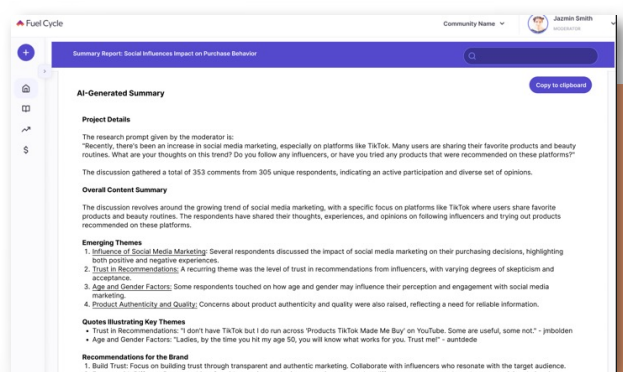 Fuel Cycle
Community Name
Jazmin Smith
MODERATOR
Summary Report: Social Influences Impact on Purchase Behavior
Copy to clipboard
AI-Generated Summary
Project Details
The research prompt given by the moderator is:
"Recently, there's been an increase in social media marketing, especially on platforms like TikTok. Many users are sharing their favorite products and beauty
routines. What are your thoughts on this trend? Do you follow any influencers, or have you tried any products that were recommended on these platforms?"
The discussion gathered a total of 353 comments from 305 unique respondents, indicating an active participation and diverse set of opinions.
Overall Content Summary
The discussion revolves around the growing trend of social media marketing, with a specific focus on platforms like TikTok where users share favorite
products and beauty routines. The respondents have shared their thoughts, experiences, and opinions on following influencers and trying out products
recommended on these platforms.
Emerging Themes
1. Influence of Social Media Marketing: Several respondents discussed the impact of social media marketing on their purchasing decisions, highlighting
both positive and negative experiences.
2. Trust in Recommendations: A recurring theme was the level of trust in recommendations from influencers, with varying degrees of skepticism and
acceptance.
3. Age and Gender Factors: Some respondents touched on how age and gender may influence their perception and engagement with social media
marketing.
4. Product Authenticity and Quality: Concerns about product authenticity and quality were also raised, reflecting a need for reliable information.
Quotes Illustrating Key Themes
• Trust in Recommendations: "I don't have TikTok but I do run across 'Products TikTok Made Me Buy' on YouTube. Some are useful, some not." - jmbolden
• Age and Gender Factors: "Ladies, by the time you hit my age 50, you will know what works for you. Trust me!" - auntdede
Recommendations for the Brand
1. Build Trust: Focus on building trust through transparent and authentic marketing. Collaborate with influencers who resonate with the target audience.